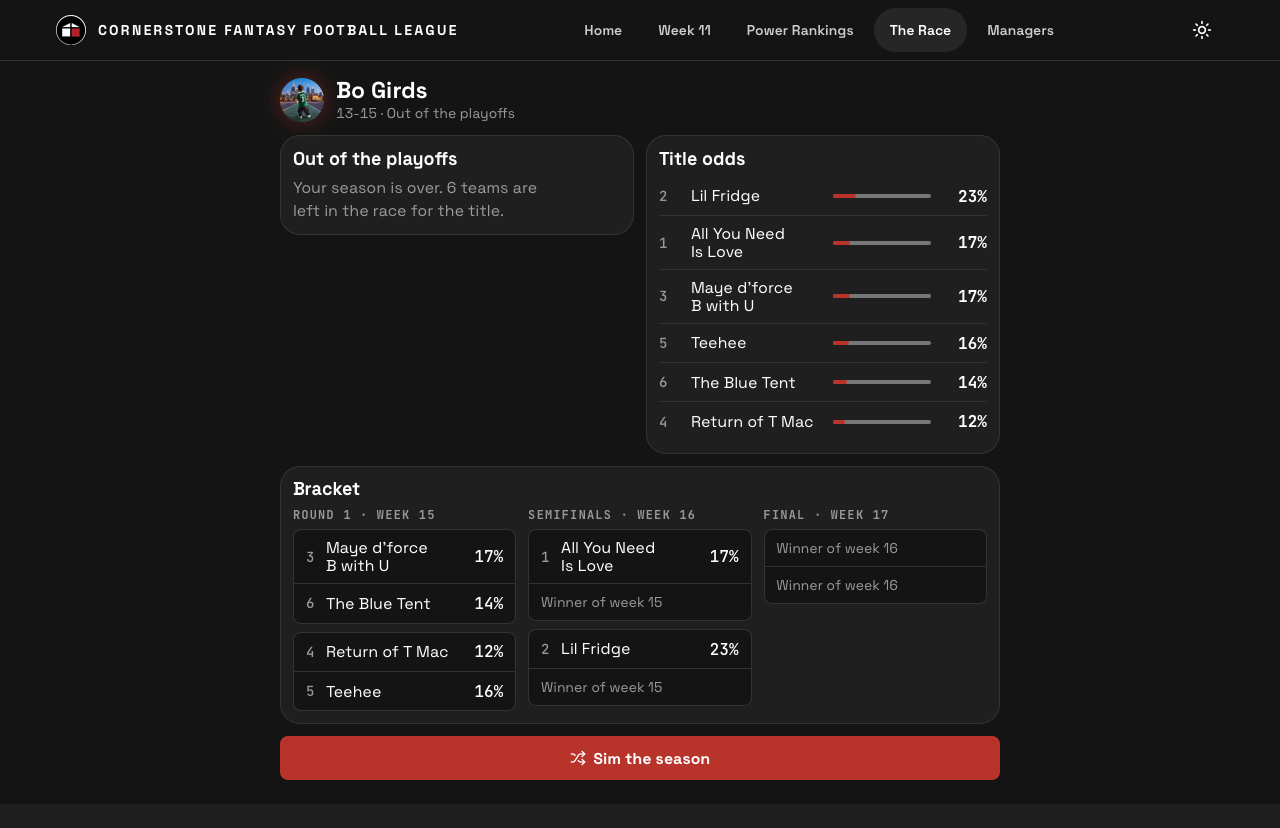 CORNERSTONE FANTASY FOOTBALL LEAGUE
Home
Week 11
Power Rankings
The Race
Managers
Bo Girds
13-15 · Out of the playoffs
Out of the playoffs
Your season is over. 6 teams are
left in the race for the title.
Title odds
2 Lil Fridge 23%
1 All You Need
Is Love 17%
3 Maye d’force
B with U 17%
5 Teehee 16%
6 The Blue Tent 14%
4 Return of T Mac 12%
Bracket
ROUND 1 · WEEK 15
3 Maye d’force
B with U 17%
6 The Blue Tent 14%
4 Return of T Mac 12%
5 Teehee 16%
SEMIFINALS · WEEK 16
1 All You Need
Is Love 17%
Winner of week 15
2 Lil Fridge 23%
Winner of week 15
FINAL · WEEK 17
Winner of week 16
Winner of week 16
Sim the season